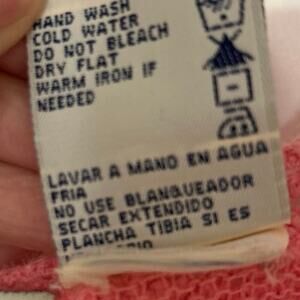 HAND WASH
COLD WATER
DO NOT BLEACH
DRY FLAT
WARM IRON IF
NEEDED
LAVAR A MANO EN AGUA
FRIA
NO USE BLANQUEADOR
SECAR EXTENDIDO
PLANCHA TIBIA SI ES